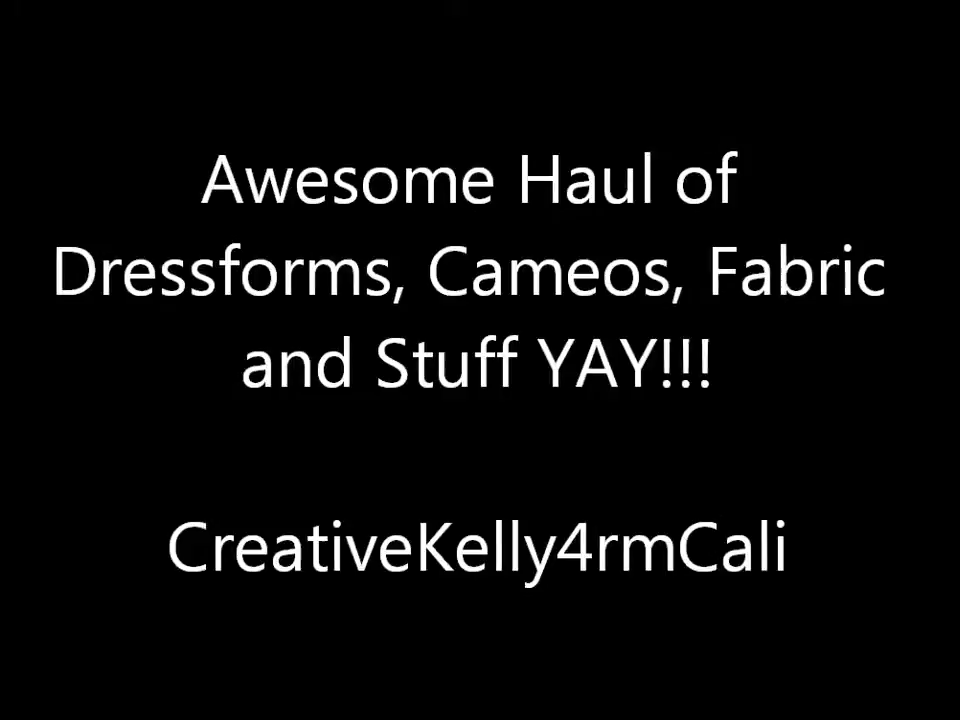 Awesome Haul of
Dressforms, Cameos, Fabric
and Stuff YAY!!!
CreativeKelly4rmCali